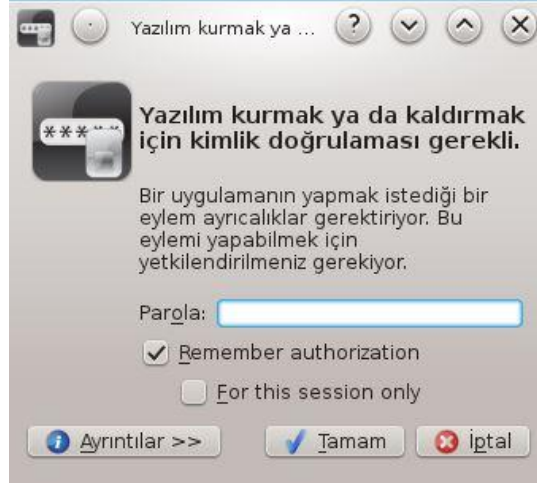 Yazılım kurmak ya ...
Yazılım kurmak ya da kaldırmak
için kimlik doğrulaması gerekli.
Bir uygulamanın yapmak istediği bir
eylem ayrıcalıklar gerektiriyor. Bu
eylemi yapabilmek için
yetkilendirilmeniz gerekiyor.
Parola:
Remember authorization
For this session only
Ayrıntılar >>
Tamam
İptal